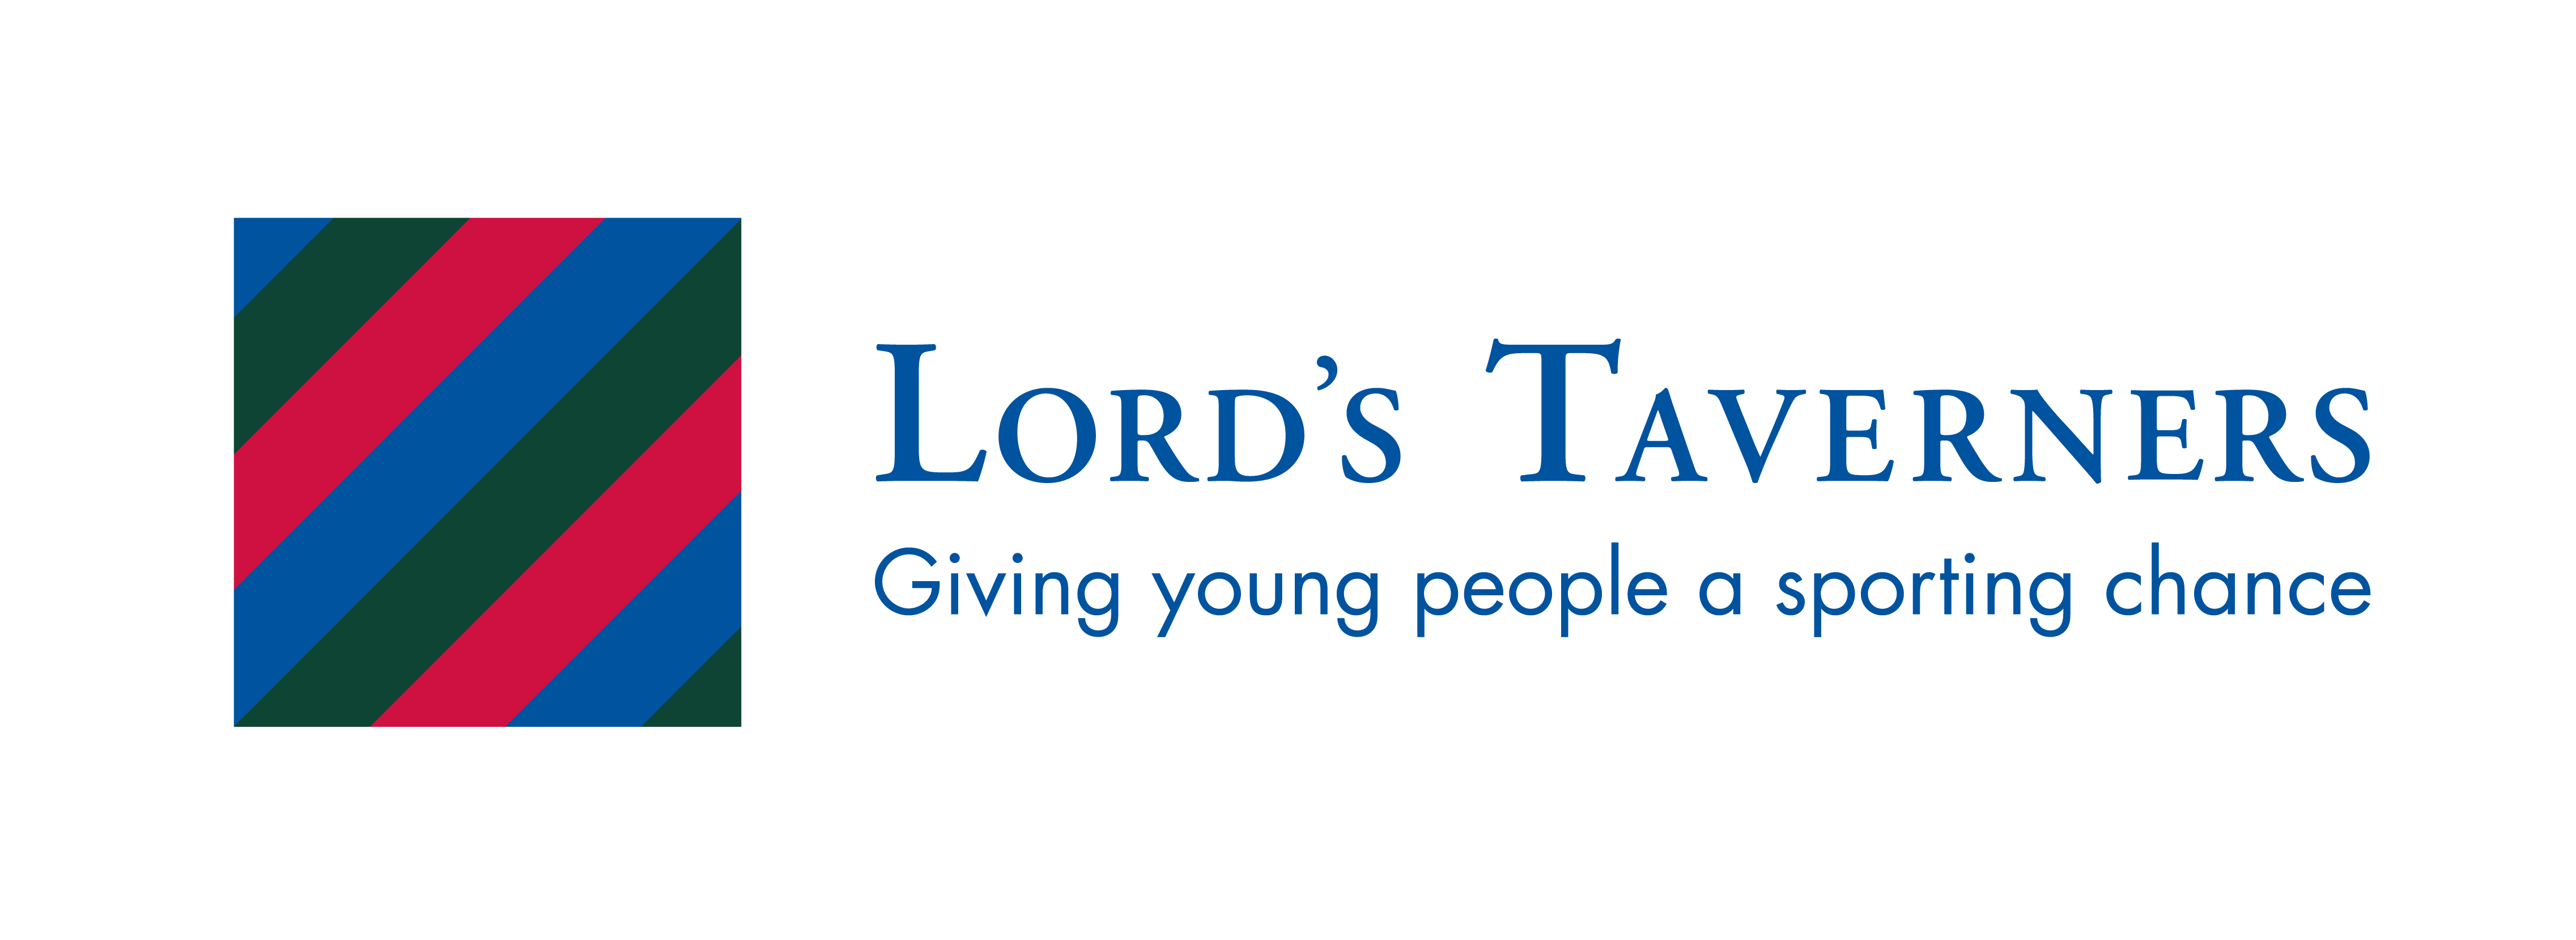 LORD’S TAVERNERS
Giving young people a sporting chance